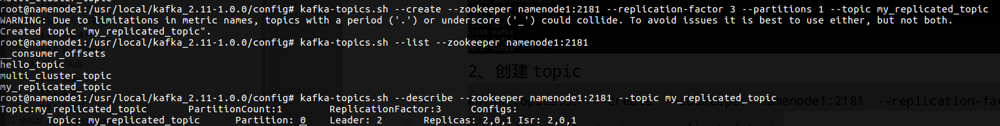 root@namenode1:/usr/local/kafka_2.11-1.0.0/config# kafka-topics.sh --create --zookeeper namenode1:2181 --replication-factor 3 --partitions 1 --topic my_replicated_topic
WARNING: Due to limitations in metric names, topics with a period ('.') or underscore ('_') could collide. To avoid issues it is best to use either, but not both.
Created topic "my_replicated_topic".
root@namenode1:/usr/local/kafka_2.11-1.0.0/config# kafka-topics.sh --list --zookeeper namenode1:2181
__consumer_offsets
hello_topic
multi_cluster_topic
my_replicated_topic
root@namenode1:/usr/local/kafka_2.11-1.0.0/config# kafka-topics.sh --describe --zookeeper namenode1:2181 --topic my_replicated_topic
Topic:my_replicated_topic PartitionCount:1 ReplicationFactor:3 Configs:
Topic: my_replicated_topic Partition: 0 Leader: 2 Replicas: 2,0,1 Isr: 2,0,1
2、创建 topic